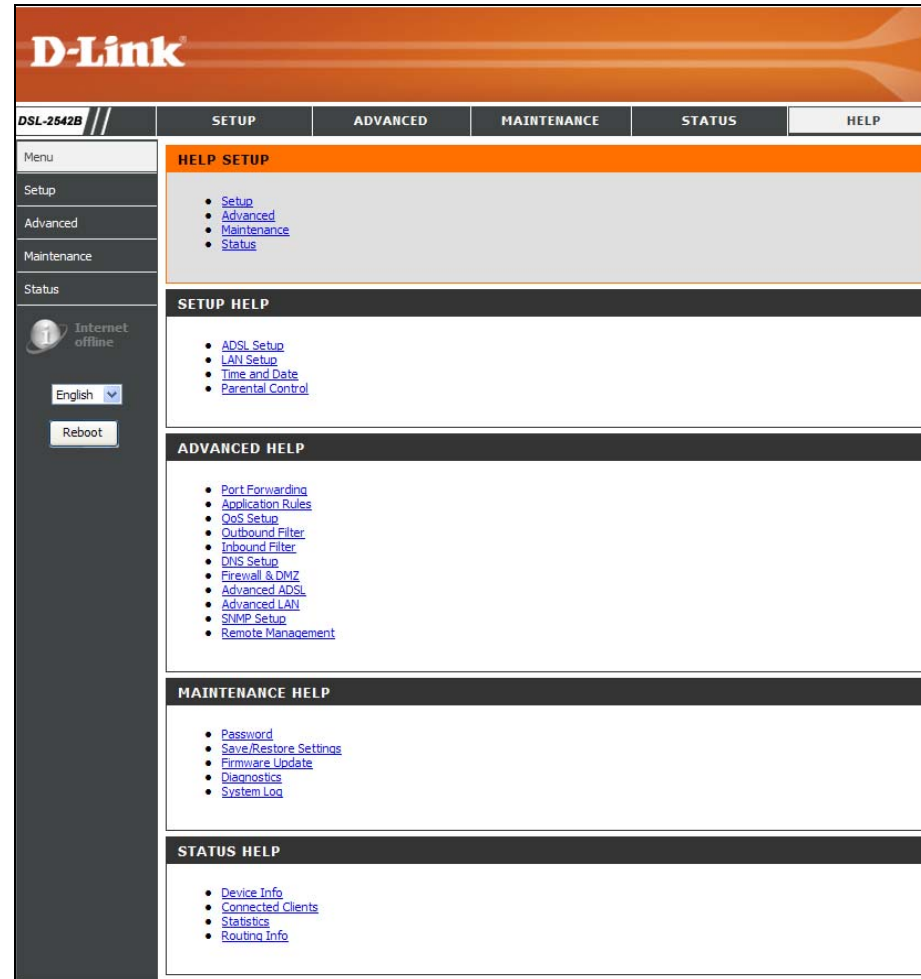 D-Link®
DSL-2542B
SETUP
ADVANCED
MAINTENANCE
STATUS
HELP
Menu
Setup
Advanced
Maintenance
Status
Internet
offline
English
Reboot
HELP SETUP
Setup
Advanced
Maintenance
Status
SETUP HELP
ADSL Setup
LAN Setup
Time and Date
Parental Control
ADVANCED HELP
Port Forwarding
Application Rules
QoS Setup
Outbound Filter
Inbound Filter
DNS Setup
Firewall & DMZ
Advanced ADSL
Advanced LAN
SNMP Setup
Remote Management
MAINTENANCE HELP
Password
Save/Restore Settings
Firmware Update
Diagnostics
System Log
STATUS HELP
Device Info
Connected Clients
Statistics
Routing Info